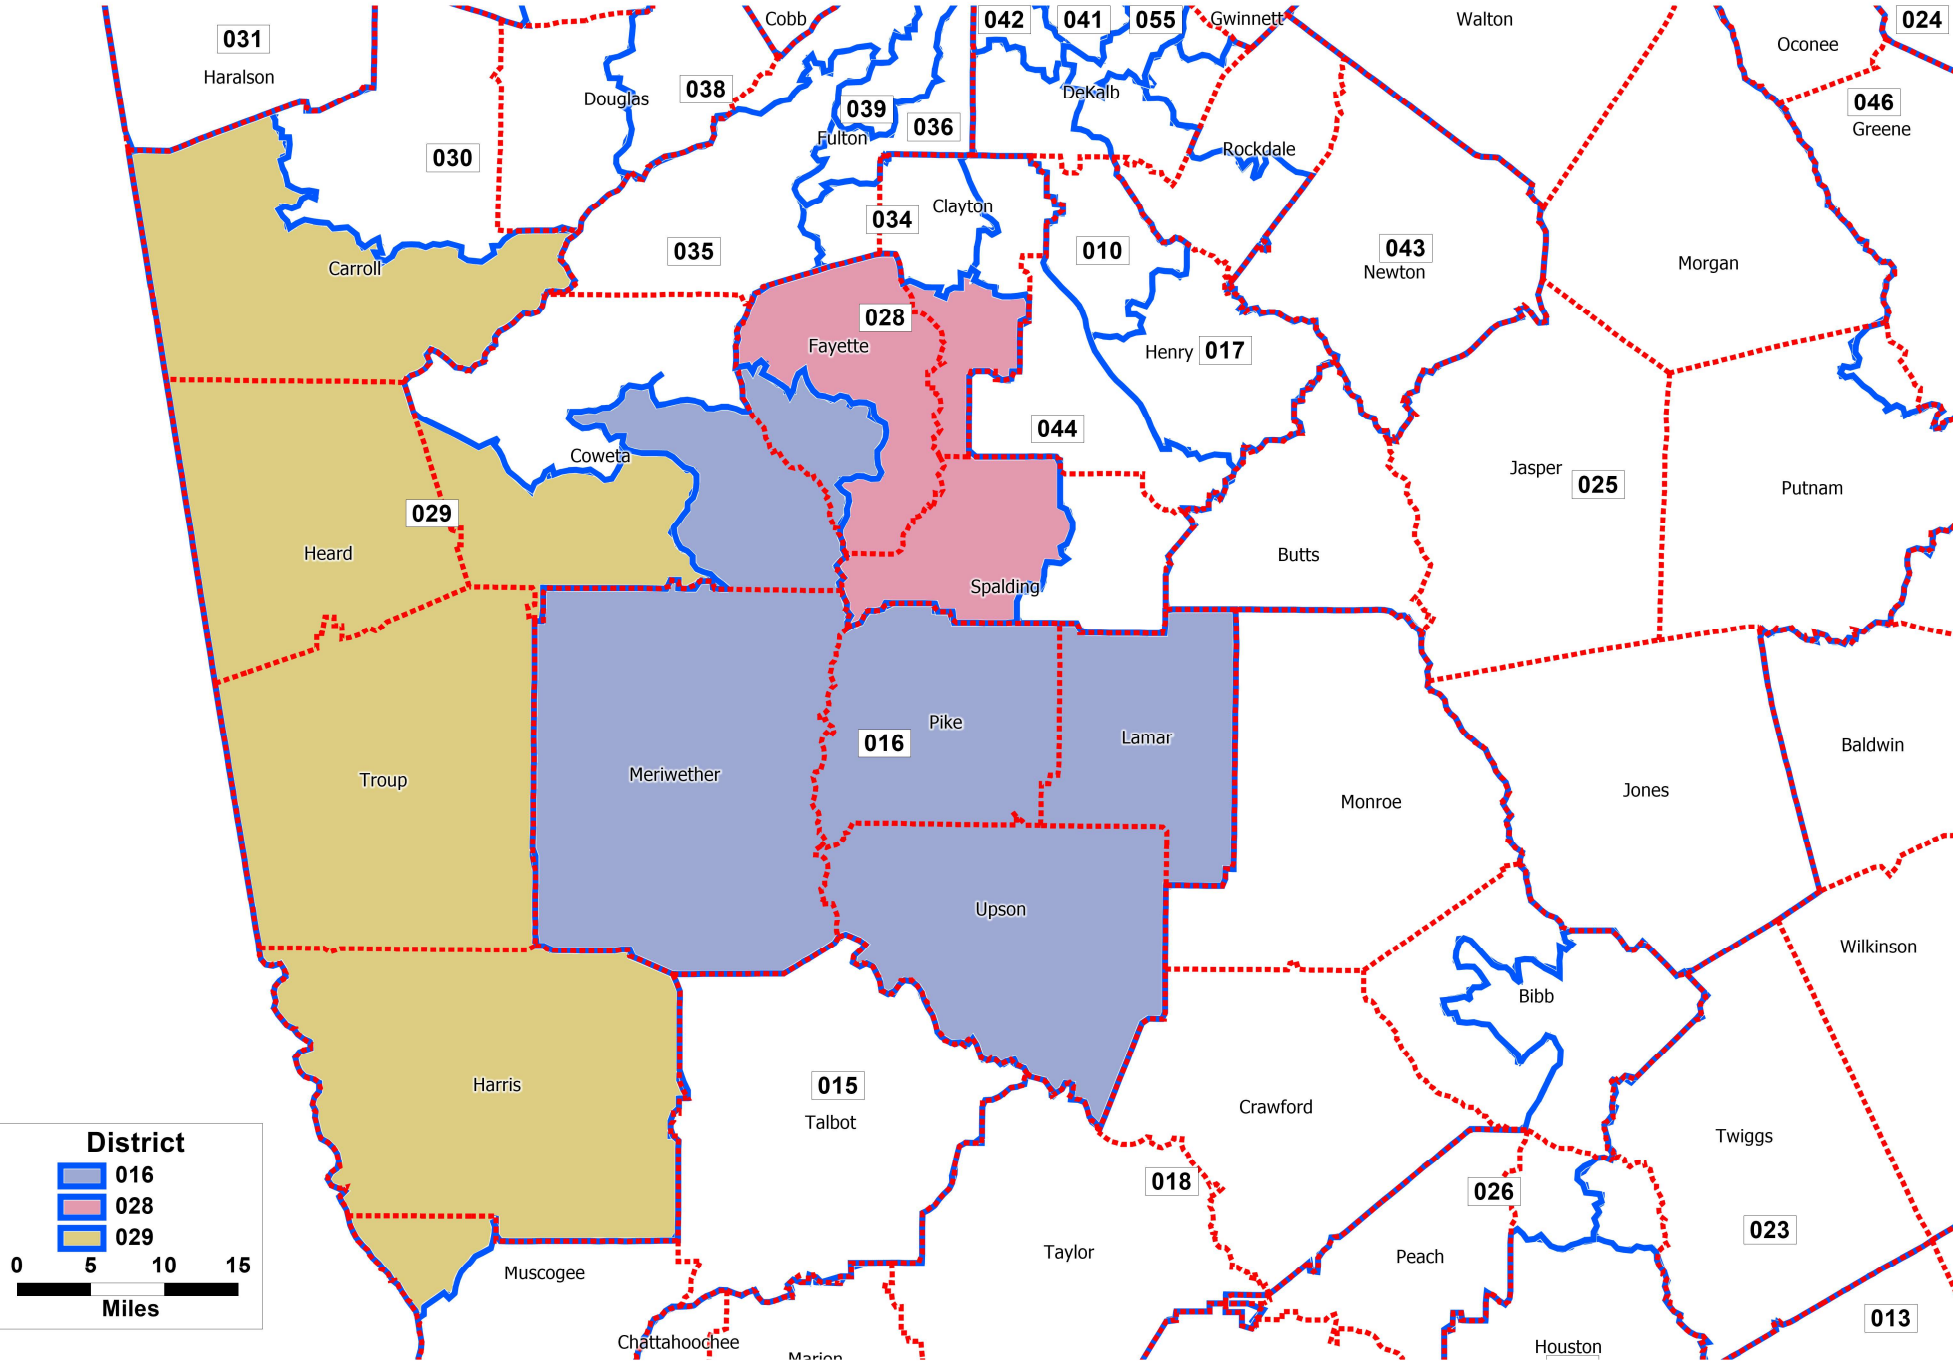 Cobb
042
041
055
Gwinnett
Walton
024
031
Oconee
Haralson
038
Douglas
DeKalb
039
046
036
Greene
Fulton
030
Rockdale
Clayton
034
035
010
043
Carroll
Newton
Morgan
028
Fayette
Henry
017
044
Coweta
Jasper
025
Putnam
029
Heard
Butts
Spalding
Pike
016
Lamar
Baldwin
Troup
Meriwether
Monroe
Jones
Upson
Wilkinson
Bibb
Harris
015
Talbot
Crawford
Twiggs
District
016
028
029
0 5 10 15
Miles
018
026
023
Muscogee
Taylor
Peach
013
Chattahoochee
Marion
Houston